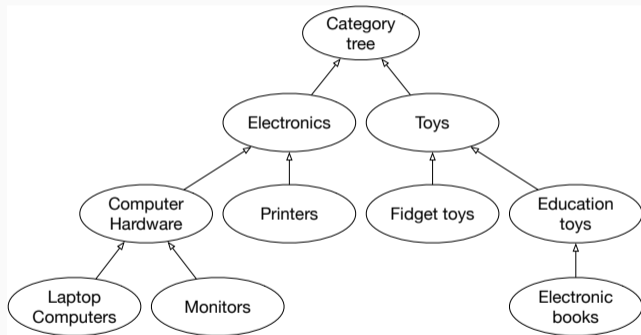 Category
tree
Electronics
Toys
Computer
Hardware
Printers
Fidget toys
Education
toys
Laptop
Computers
Monitors
Electronic
books